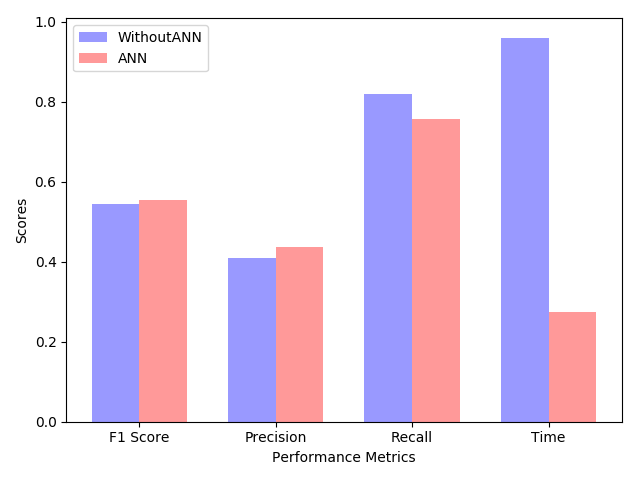 WithoutANN
ANN
1.0
0.8
0.6
0.4
0.2
0.0
Scores
F1 Score Precision Recall Time
Performance Metrics